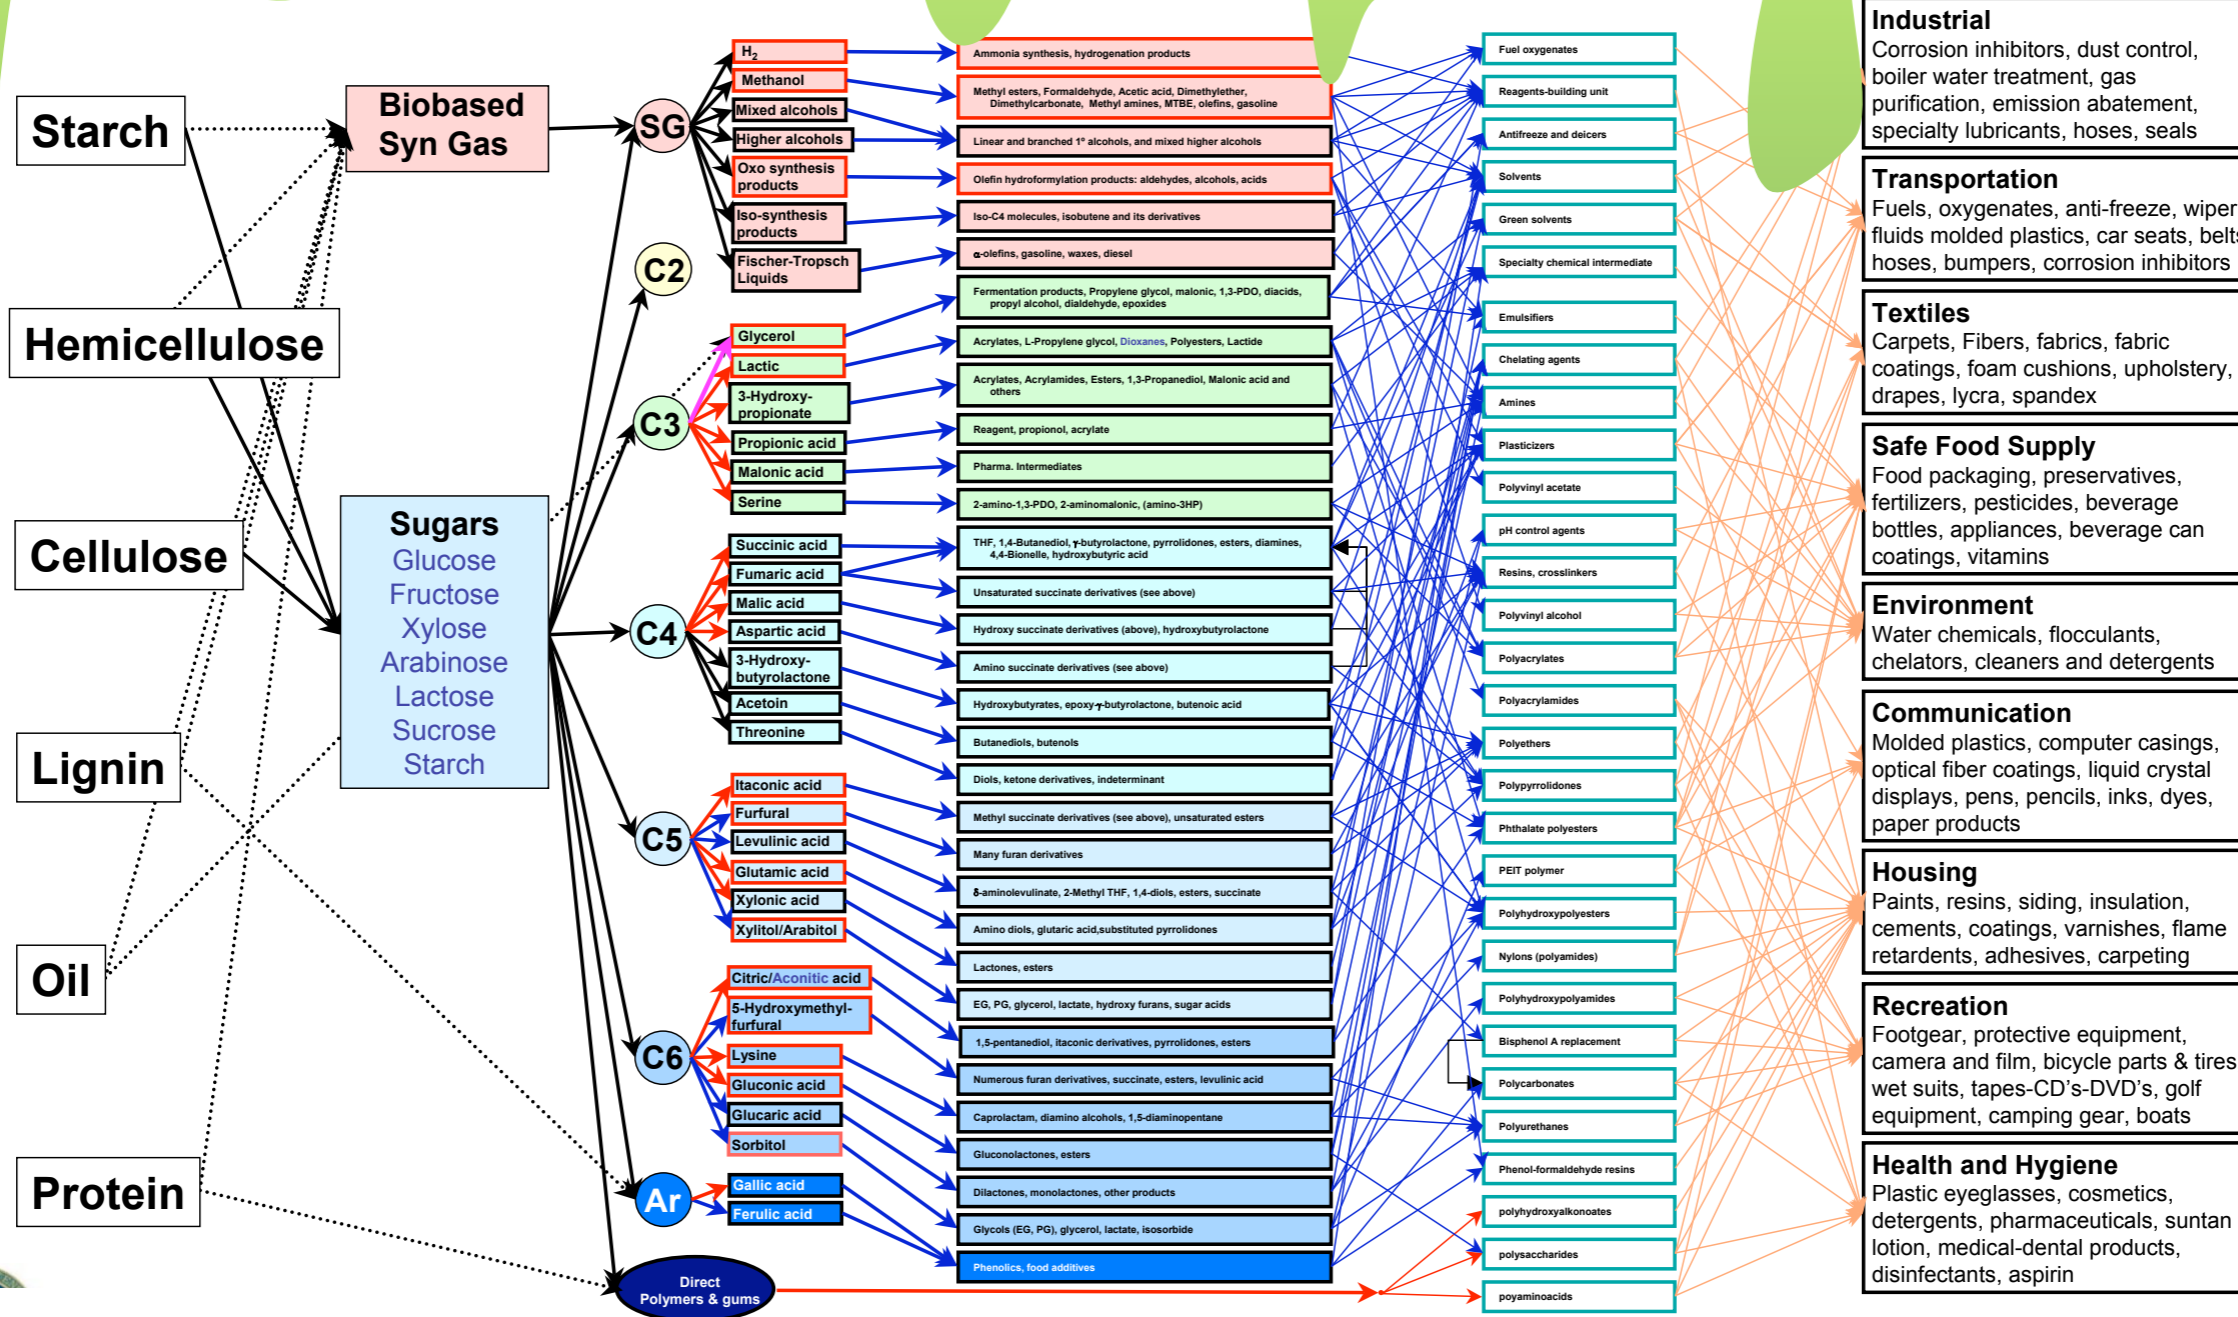 Starch
Hemicellulose
Cellulose
Lignin
Oil
Protein
Biobased
Syn Gas
Sugars
Glucose
Fructose
Xylose
Arabinose
Lactose
Sucrose
Starch
SG
C2
C3
C4
C5
C6
Ar
Direct
Polymers & gums
H2
Methanol
Mixed alcohols
Higher alcohols
Oxo synthesis
products
Iso-synthesis
products
Fischer-Tropsch
Liquids
Glycerol
Lactic
3-Hydroxy-
propionate
Propionic acid
Malonic acid
Serine
Succinic acid
Fumaric acid
Malic acid
Aspartic acid
3-Hydroxy-
butyrolactone
Acetoin
Threonine
Itaconic acid
Furfural
Levulinic acid
Glutamic acid
Xylonic acid
Xylitol/Arabitol
Citric/Aconitic acid
5-Hydroxymethyl-
furfural
Lysine
Gluconic acid
Glucaric acid
Sorbitol
Gallic acid
Ferulic acid
Ammonia synthesis, hydrogenation products
Methyl esters, Formaldehyde, Acetic acid, Dimethylether,
Dimethylcarbonate, Methyl amines, MTBE, olefins, gasoline
Linear and branched 1º alcohols, and mixed higher alcohols
Olefin hydroformylation products: aldehydes, alcohols, acids
Iso-C4 molecules, isobutene and its derivatives
α-olefins, gasoline, waxes, diesel
Fermentation products, Propylene glycol, malonic, 1,3-PDO, diacids,
propyl alcohol, dialdehyde, epoxides
Acrylates, L-Propylene glycol, Dioxanes, Polyesters, Lactide
Acrylates, Acrylamides, Esters, 1,3-Propanediol, Malonic acid and
others
Reagent, propionol, acrylate
Pharma. Intermediates
2-amino-1,3-PDO, 2-aminomalonic, (amino-3HP)
THF, 1,4-Butanediol, γ-butyrolactone, pyrrolidones, esters, diamines,
4,4-Bionelle, hydroxybutyric acid
Unsaturated succinate derivatives (see above)
Hydroxy succinate derivatives (above), hydroxybutyrolactone
Amino succinate derivatives (see above)
Hydroxybutyrates, epoxy-γ-butyrolactone, butenoic acid
Butanediols, butenols
Diols, ketone derivatives, indeterminant
Methyl succinate derivatives (see above), unsaturated esters
Many furan derivatives
δ-aminolevulinate, 2-Methyl THF, 1,4-diols, esters, succinate
Amino diols, glutaric acid,substituted pyrrolidones
Lactones, esters
EG, PG, glycerol, lactate, hydroxy furans, sugar acids
1,5-pentanediol, itaconic derivatives, pyrrolidones, esters
Numerous furan derivatives, succinate, esters, levulinic acid
Caprolactam, diamino alcohols, 1,5-diaminopentane
Gluconolactones, esters
Dilactones, monolactones, other products
Glycols (EG, PG), glycerol, lactate, isosorbide
Phenolics, food additives
Fuel oxygenates
Reagents-building unit
Antifreeze and deicers
Solvents
Green solvents
Specialty chemical intermediate
Emulsifiers
Chelating agents
Amines
Plasticizers
Polyvinyl acetate
pH control agents
Resins, crosslinkers
Polyvinyl alcohol
Polyacrylates
Polyacrylamides
Polyethers
Polypyrrolidones
Phthalate polyesters
PEIT polymer
Polyhydroxypolyesters
Nylons (polyamides)
Polyhydroxypolyamides
Bisphenol A replacement
Polycarbonates
Polyurethanes
Phenol-formaldehyde resins
polyhydroxyalkonoates
polysaccharides
poyaminoacids
Industrial
Corrosion inhibitors, dust control,
boiler water treatment, gas
purification, emission abatement,
specialty lubricants, hoses, seals
Transportation
Fuels, oxygenates, anti-freeze, wiper
fluids molded plastics, car seats, belts
hoses, bumpers, corrosion inhibitors
Textiles
Carpets, Fibers, fabrics, fabric
coatings, foam cushions, upholstery,
drapes, lycra, spandex
Safe Food Supply
Food packaging, preservatives,
fertilizers, pesticides, beverage
bottles, appliances, beverage can
coatings, vitamins
Environment
Water chemicals, flocculants,
chelators, cleaners and detergents
Communication
Molded plastics, computer casings,
optical fiber coatings, liquid crystal
displays, pens, pencils, inks, dyes,
paper products
Housing
Paints, resins, siding, insulation,
cements, coatings, varnishes, flame
retardents, adhesives, carpeting
Recreation
Footgear, protective equipment,
camera and film, bicycle parts & tires
wet suits, tapes-CD's-DVD's, golf
equipment, camping gear, boats
Health and Hygiene
Plastic eyeglasses, cosmetics,
detergents, pharmaceuticals, suntan
lotion, medical-dental products,
disinfectants, aspirin